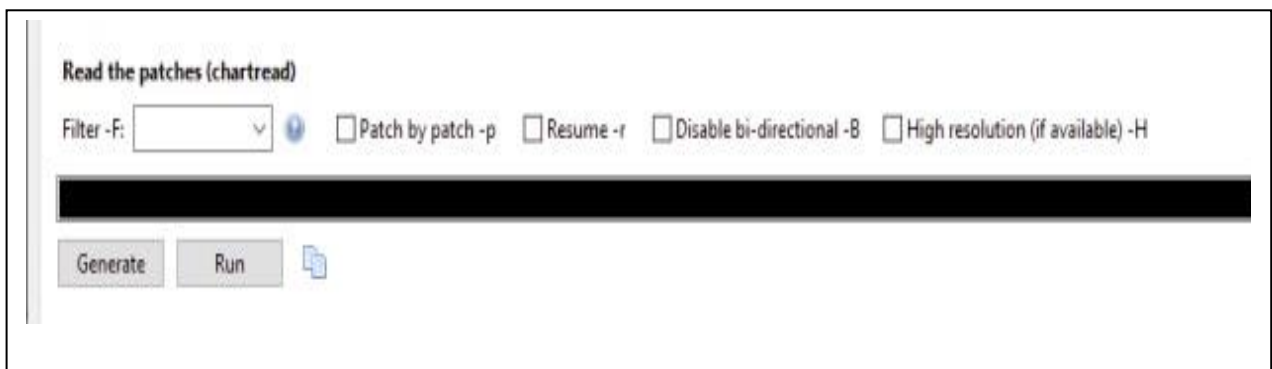 Read the patches (chartread)
Filter -F: Patch by patch -p Resume -r Disable bi-directional -B High resolution (if available) -H
Generate Run